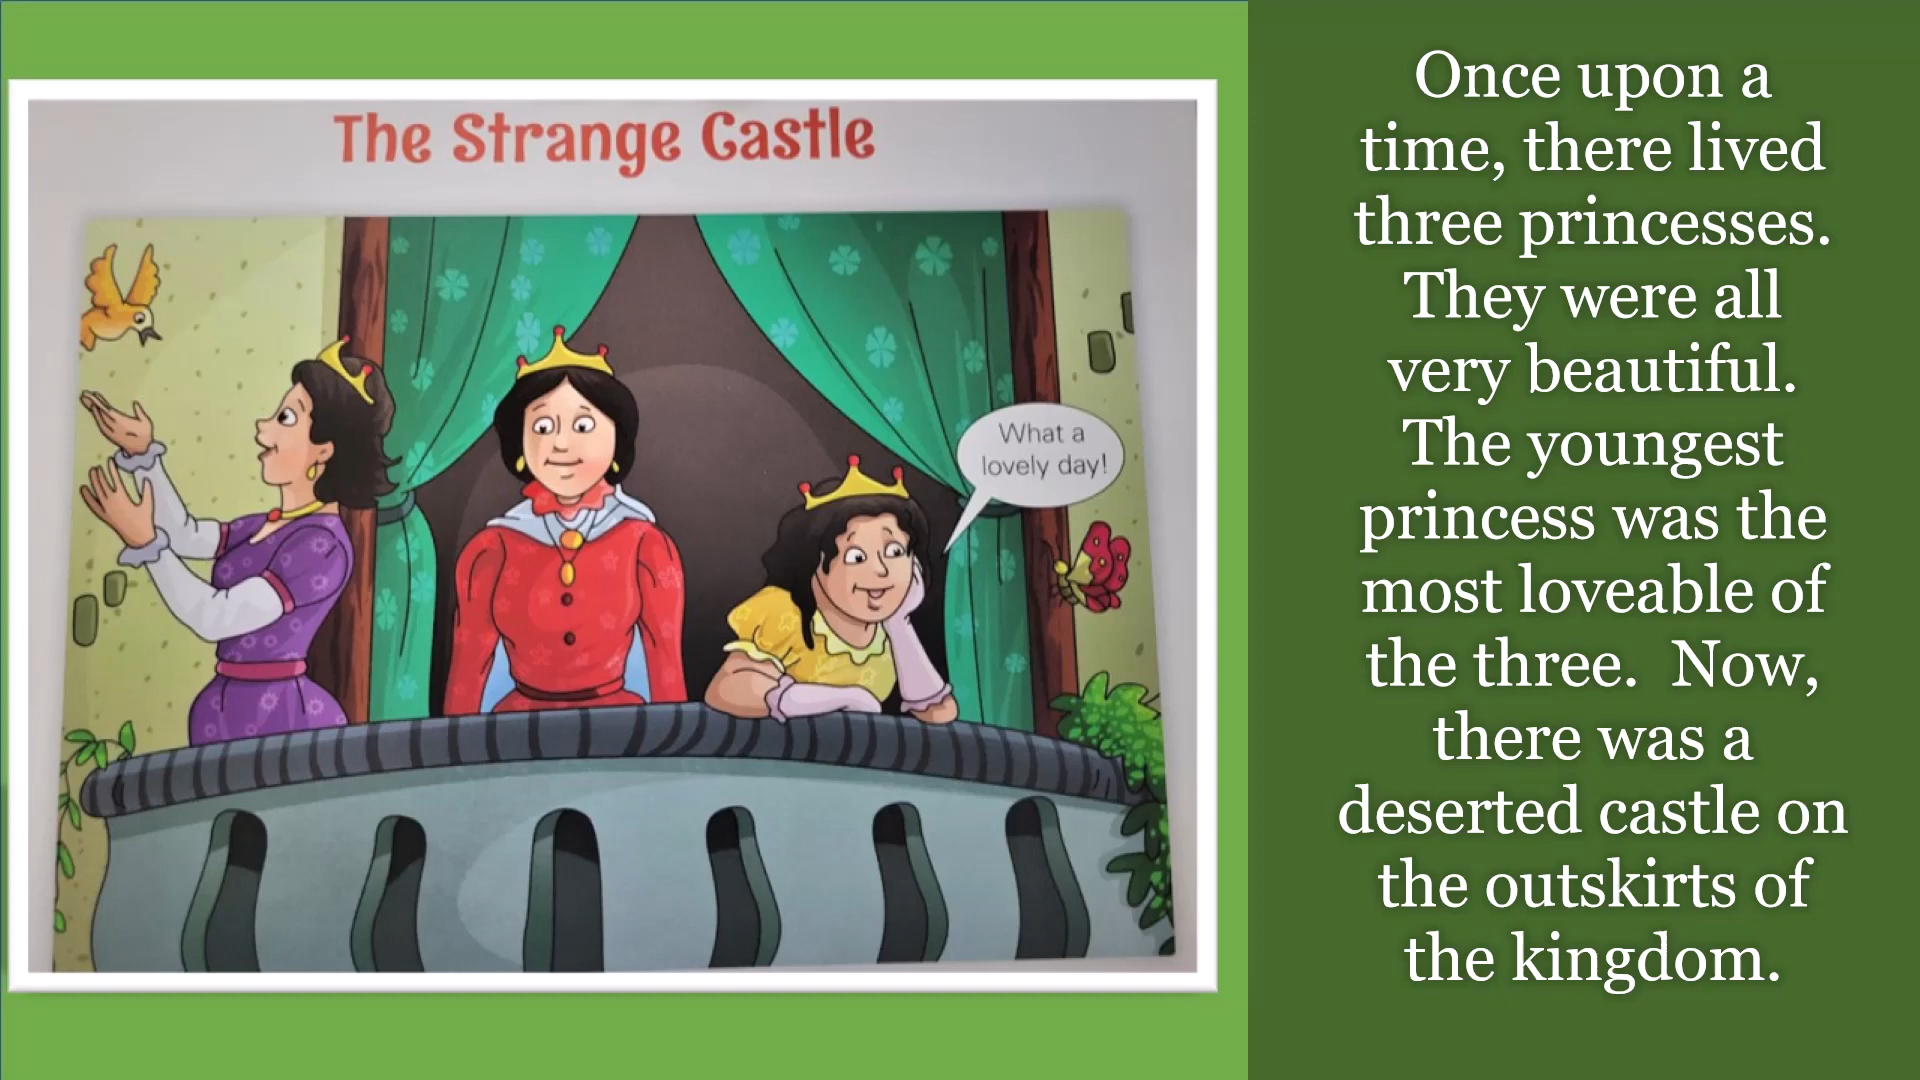 The Strange Castle
What a
lovely day!
Once upon a
time, there lived
three princesses.
They were all
very beautiful.
The youngest
princess was the
most loveable of
the three.  Now,
there was a
deserted castle on
the outskirts of
the kingdom.